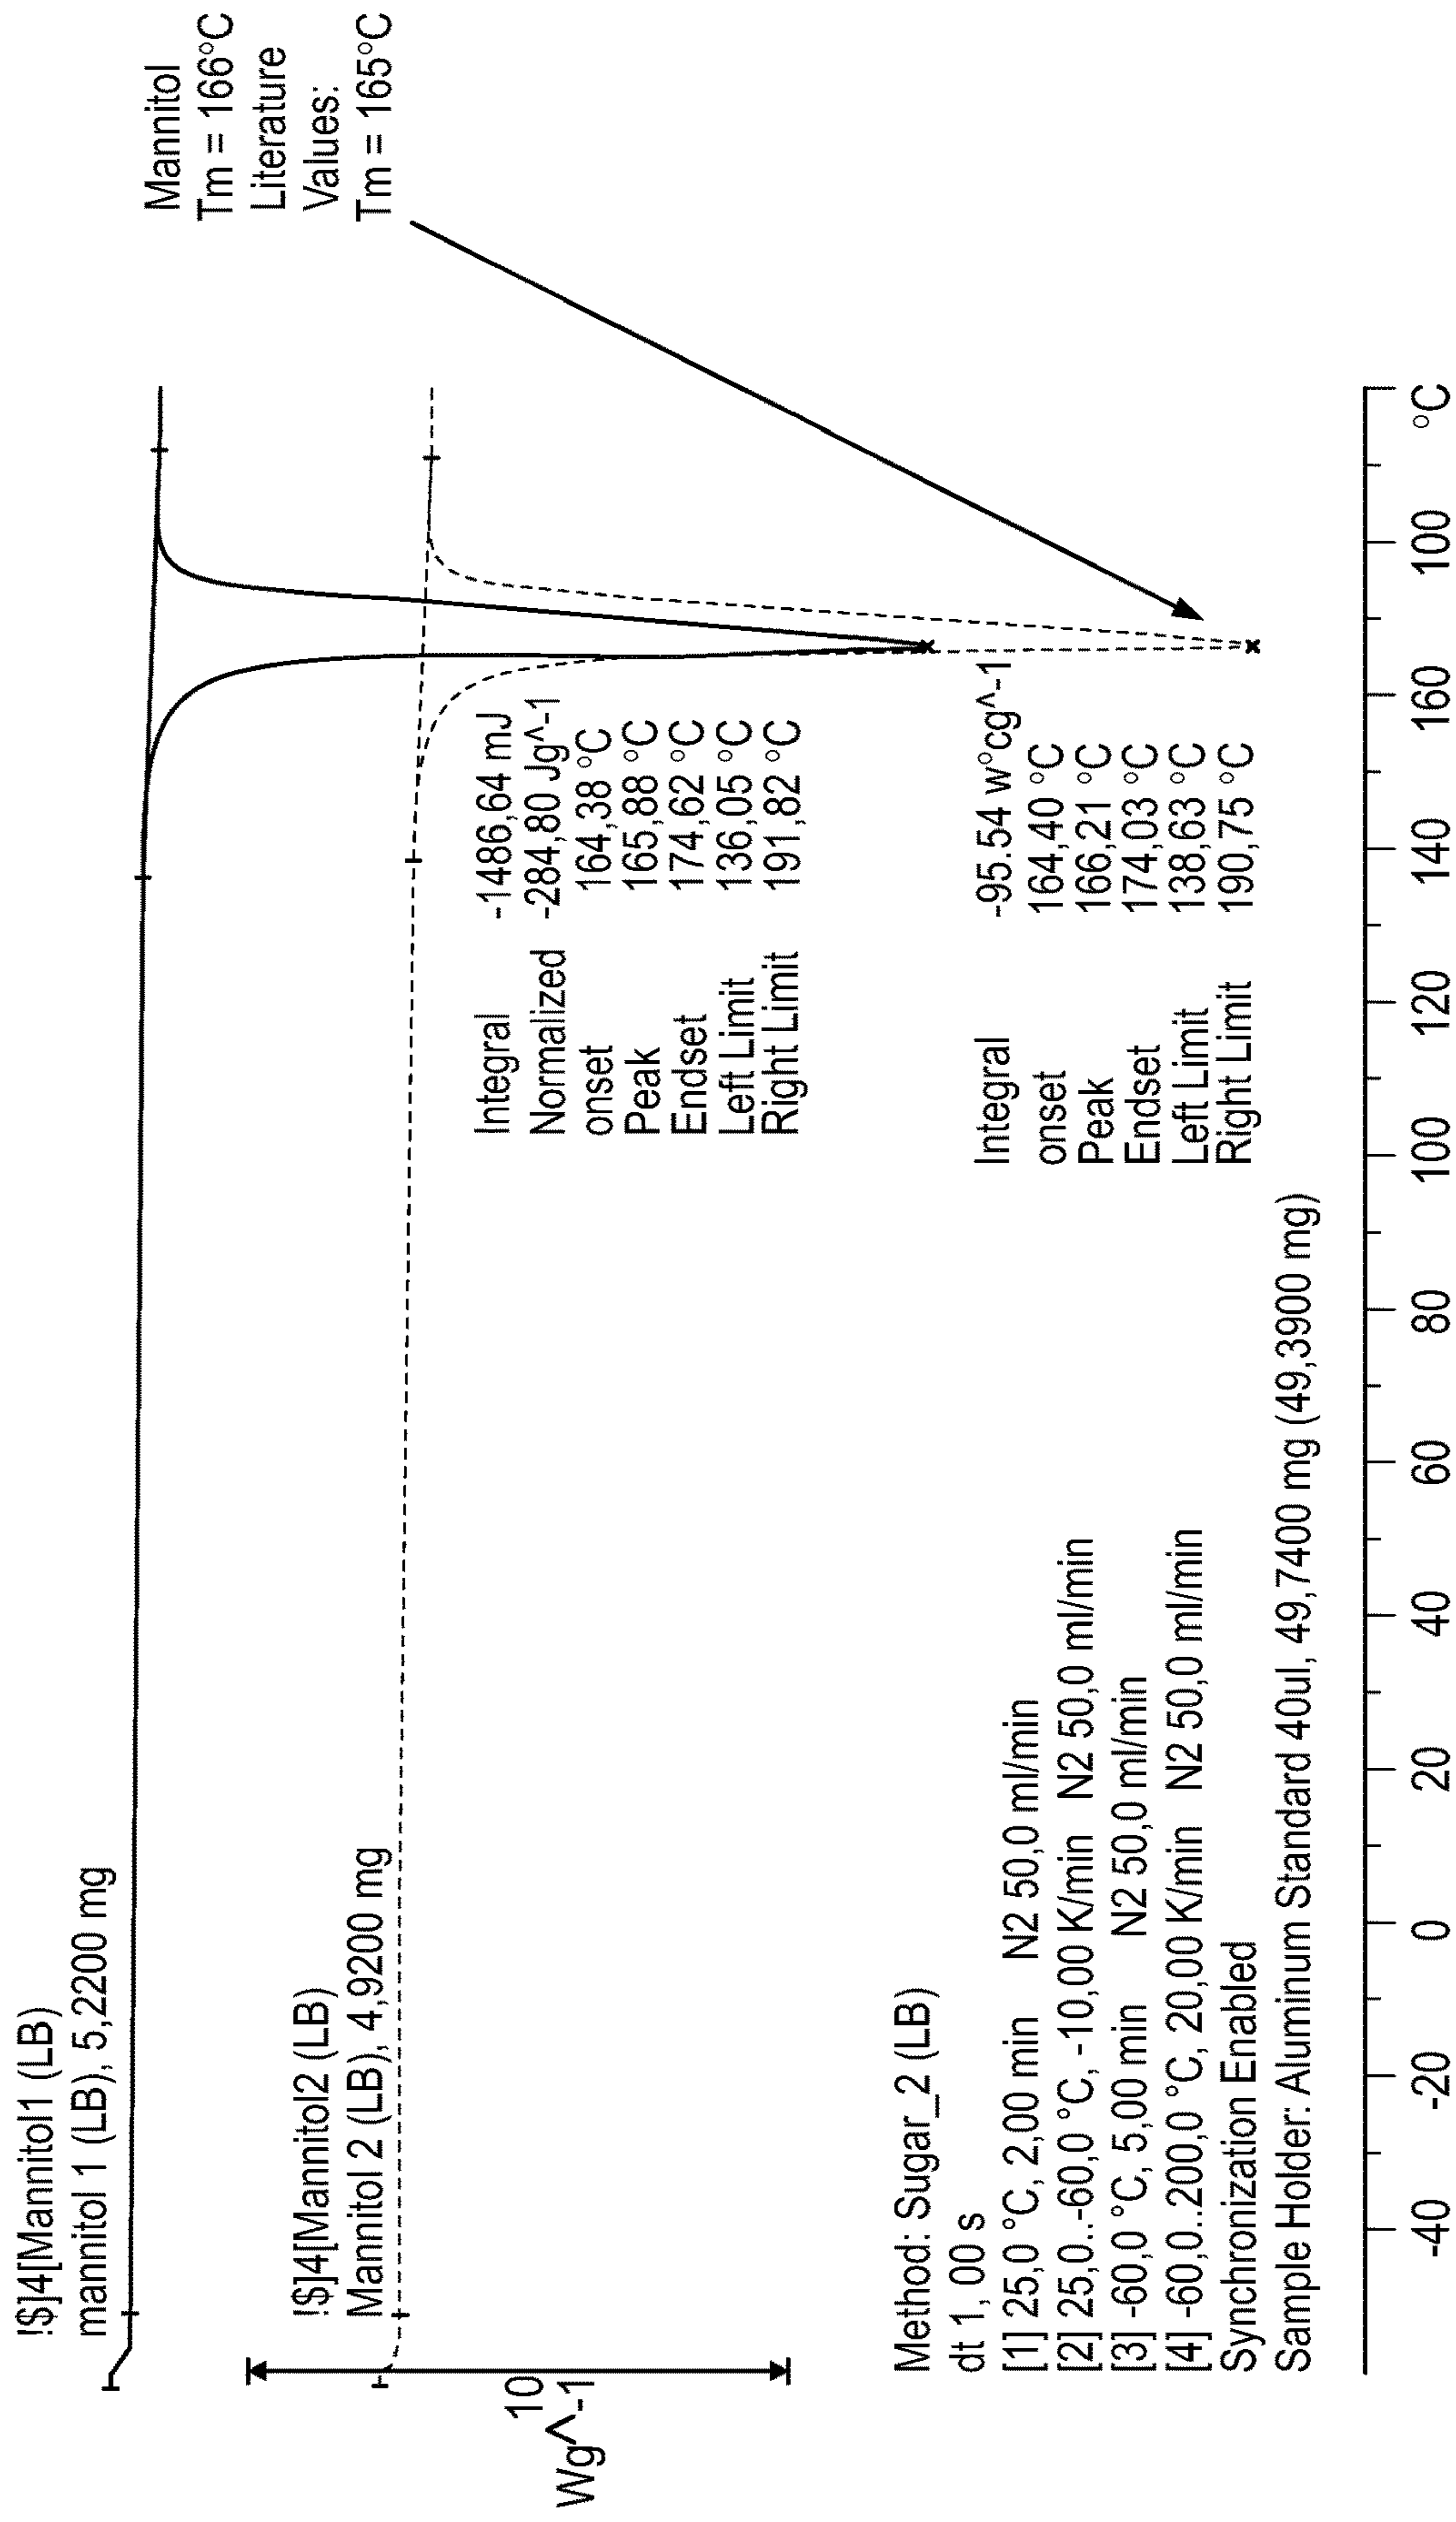 !$]4[Mannitol1 (LB)
mannitol 1 (LB), 5,2200 mg
!$]4[Mannitol2 (LB)
Mannitol 2 (LB), 4,9200 mg
Mannitol
Tm = 166°C
Literature
Values:
Tm = 165°C
10
Wg^-1
Integral -1486,64 mJ
Normalized -284,80 Jg^-1
onset 164,38 °C
Peak 165,88 °C
Endset 174,62 °C
Left Limit 136,05 °C
Right Limit 191,82 °C
Integral -95.54 w°cg^-1
onset 164,40 °C
Peak 166,21 °C
Endset 174,03 °C
Left Limit 138,63 °C
Right Limit 190,75 °C
Method: Sugar_2 (LB)
dt 1, 00 s
[1] 25,0 °C, 2,00 min N2 50,0 ml/min
[2] 25,0..-60,0 °C, -10,00 K/min N2 50,0 ml/min
[3] -60,0 °C, 5,00 min N2 50,0 ml/min
[4] -60,0..200,0 °C, 20,00 K/min N2 50,0 ml/min
Synchronization Enabled
Sample Holder: Aluminum Standard 40ul, 49,7400 mg (49,3900 mg)
-40 -20 0 20 40 60 80 100 120 140 160 100 °C